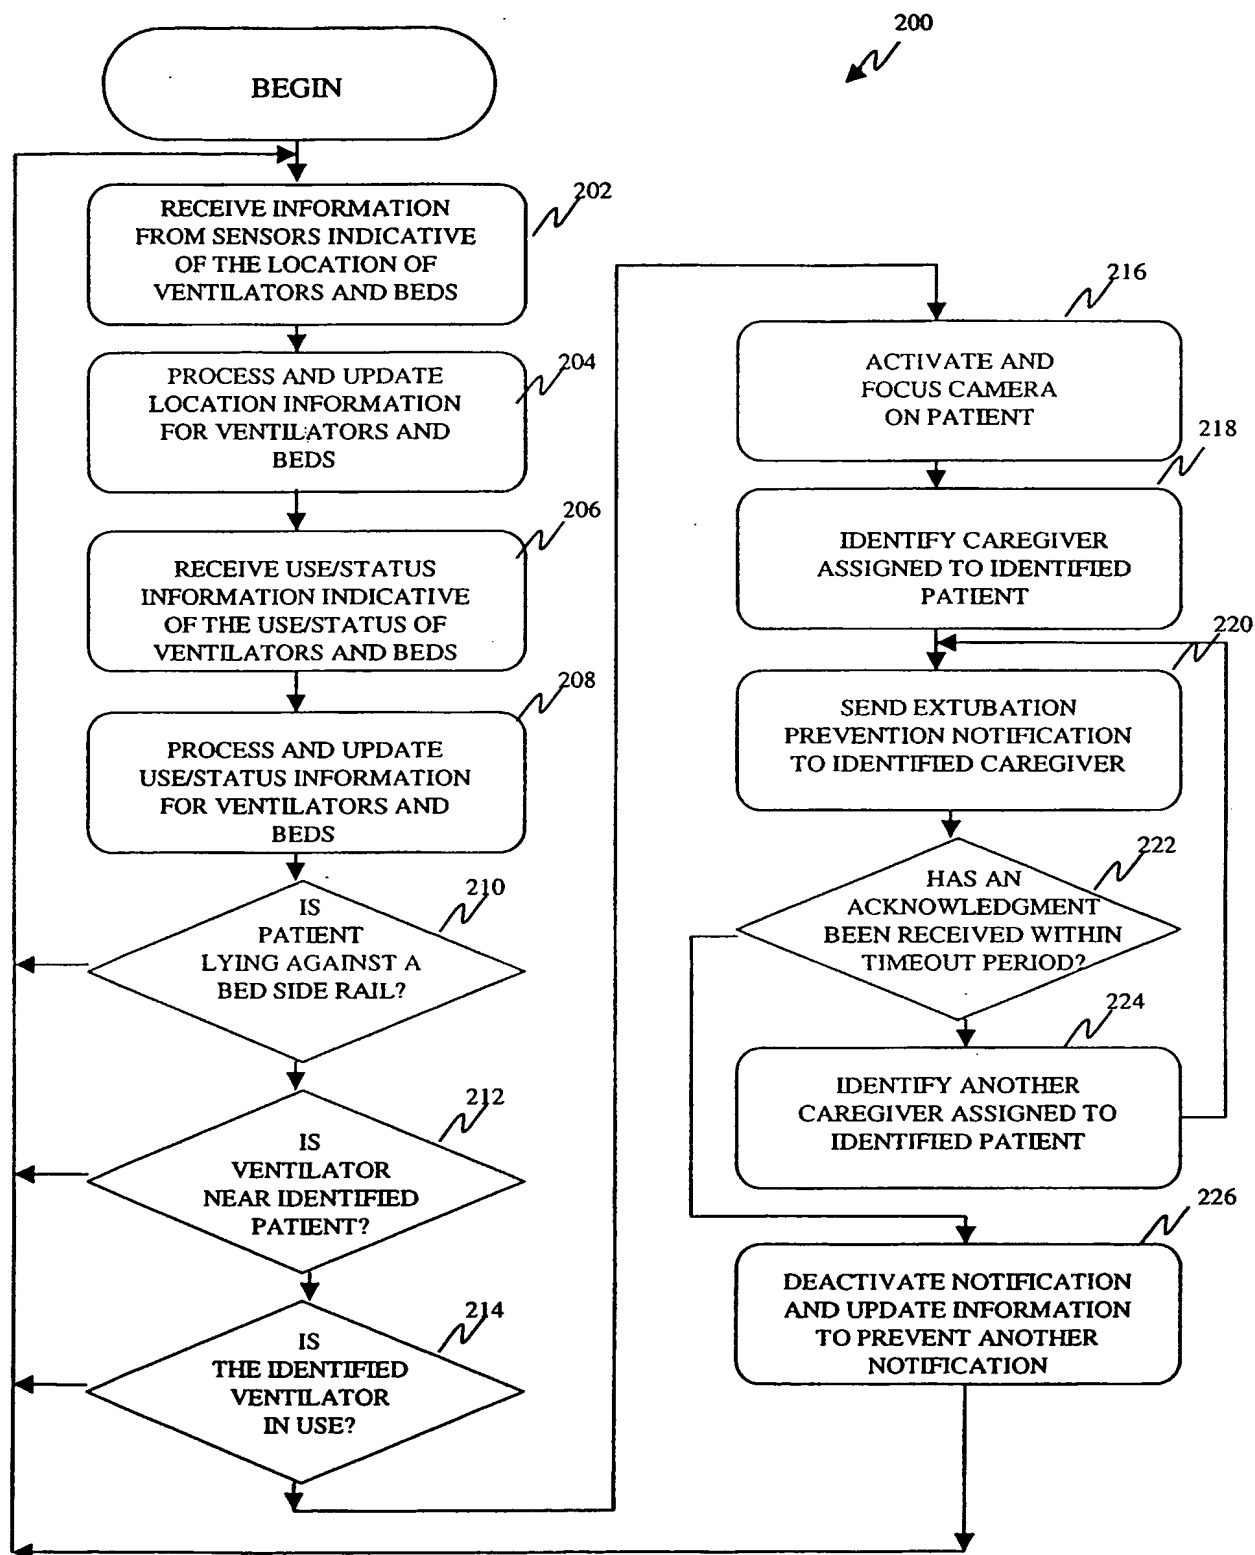 200
BEGIN
202
RECEIVE INFORMATION
FROM SENSORS INDICATIVE
OF THE LOCATION OF
VENTILATORS AND BEDS
204
PROCESS AND UPDATE
LOCATION INFORMATION
FOR VENTILATORS AND
BEDS
206
RECEIVE USE/STATUS
INFORMATION INDICATIVE
OF THE USE/STATUS OF
VENTILATORS AND BEDS
208
PROCESS AND UPDATE
USE/STATUS INFORMATION
FOR VENTILATORS AND
BEDS
210
IS
PATIENT
LYING AGAINST A
BED SIDE RAIL?
212
IS
VENTILATOR
NEAR IDENTIFIED
PATIENT?
214
IS
THE IDENTIFIED
VENTILATOR
IN USE?
216
ACTIVATE AND
FOCUS CAMERA
ON PATIENT
218
IDENTIFY CAREGIVER
ASSIGNED TO IDENTIFIED
PATIENT
220
SEND EXTUBATION
PREVENTION NOTIFICATION
TO IDENTIFIED CAREGIVER
222
HAS AN
ACKNOWLEDGMENT
BEEN RECEIVED WITHIN
TIMEOUT PERIOD?
224
IDENTIFY ANOTHER
CAREGIVER ASSIGNED TO
IDENTIFIED PATIENT
226
DEACTIVATE NOTIFICATION
AND UPDATE INFORMATION
TO PREVENT ANOTHER
NOTIFICATION